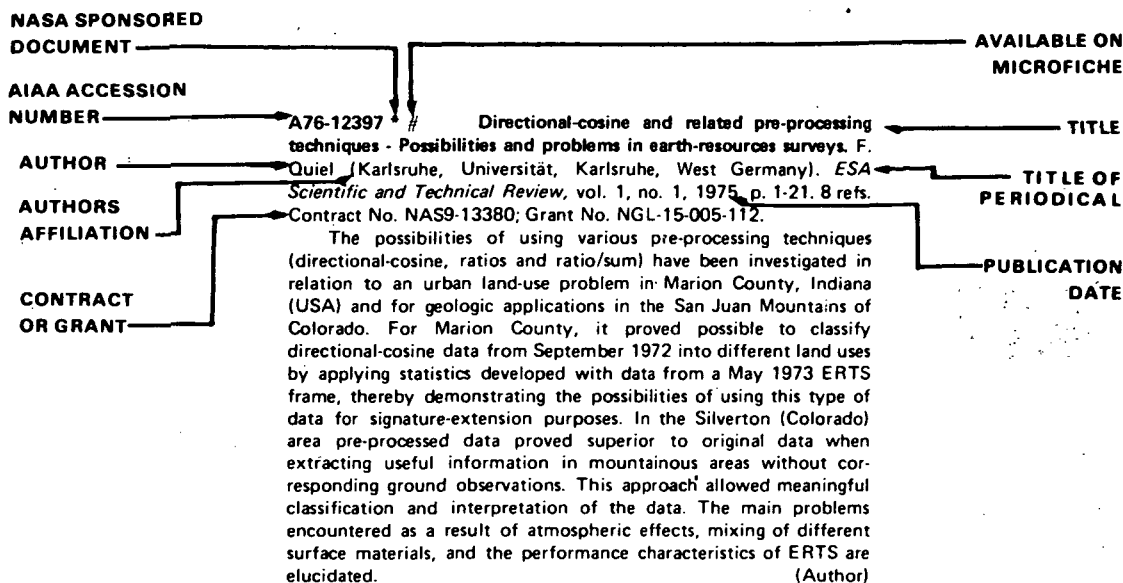 NASA SPONSORED
DOCUMENT
AVAILABLE ON
MICROFICHE
AIAA ACCESSION
NUMBER
A76-12397 * # Directional-cosine and related pre-processing
TITLE
techniques - Possibilities and problems in earth-resources surveys. F.
AUTHOR
Quiel (Karlsruhe, Universität, Karlsruhe, West Germany). ESA
TITLE OF
PERIODICAL
Scientific and Technical Review, vol. 1, no. 1, 1975, p. 1-21. 8 refs.
AUTHORS
AFFILIATION
Contract No. NAS9-13380; Grant No. NGL-15-005-112.
The possibilities of using various pre-processing techniques
(directional-cosine, ratios and ratio/sum) have been investigated in
PUBLICATION
DATE
relation to an urban land-use problem in Marion County, Indiana
CONTRACT
OR GRANT
(USA) and for geologic applications in the San Juan Mountains of
Colorado. For Marion County, it proved possible to classify
directional-cosine data from September 1972 into different land uses
by applying statistics developed with data from a May 1973 ERTS
frame, thereby demonstrating the possibilities of using this type of
data for signature-extension purposes. In the Silverton (Colorado)
area pre-processed data proved superior to original data when
extracting useful information in mountainous areas without cor-
responding ground observations. This approach allowed meaningful
classification and interpretation of the data. The main problems
encountered as a result of atmospheric effects, mixing of different
surface materials, and the performance characteristics of ERTS are
elucidated. (Author)